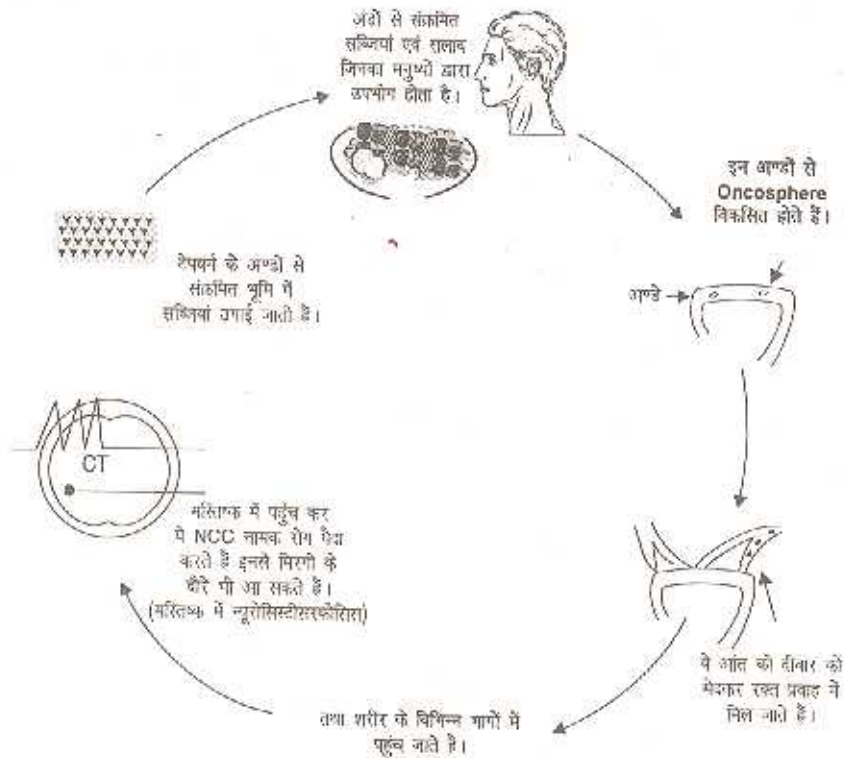 अंडों से संक्रमित
सब्जियां एवं सलाद
जिनका मनुष्यों द्वारा
उपभोग होता है।
इन अण्डों से
Oncosphere
विकसित होते हैं।
अण्डे
ये आंत की दीवार को
भेदकर रक्त प्रवाह में
मिल जाते हैं।
तथा शरीर के विभिन्न भागों में
पहुंच जाते है।
मस्तिष्क में पहुंच कर
ये NCC नामक रोग पैदा
करते हैं इनसे मिरगी के
दौरे भी आ सकते हैं।
(मस्तिष्क में न्यूरोसिस्टीसरकोसिस)
CT
टेपवर्म के अण्डों से
संक्रमित भूमि में
सब्जियां उगाई जाती हैं।